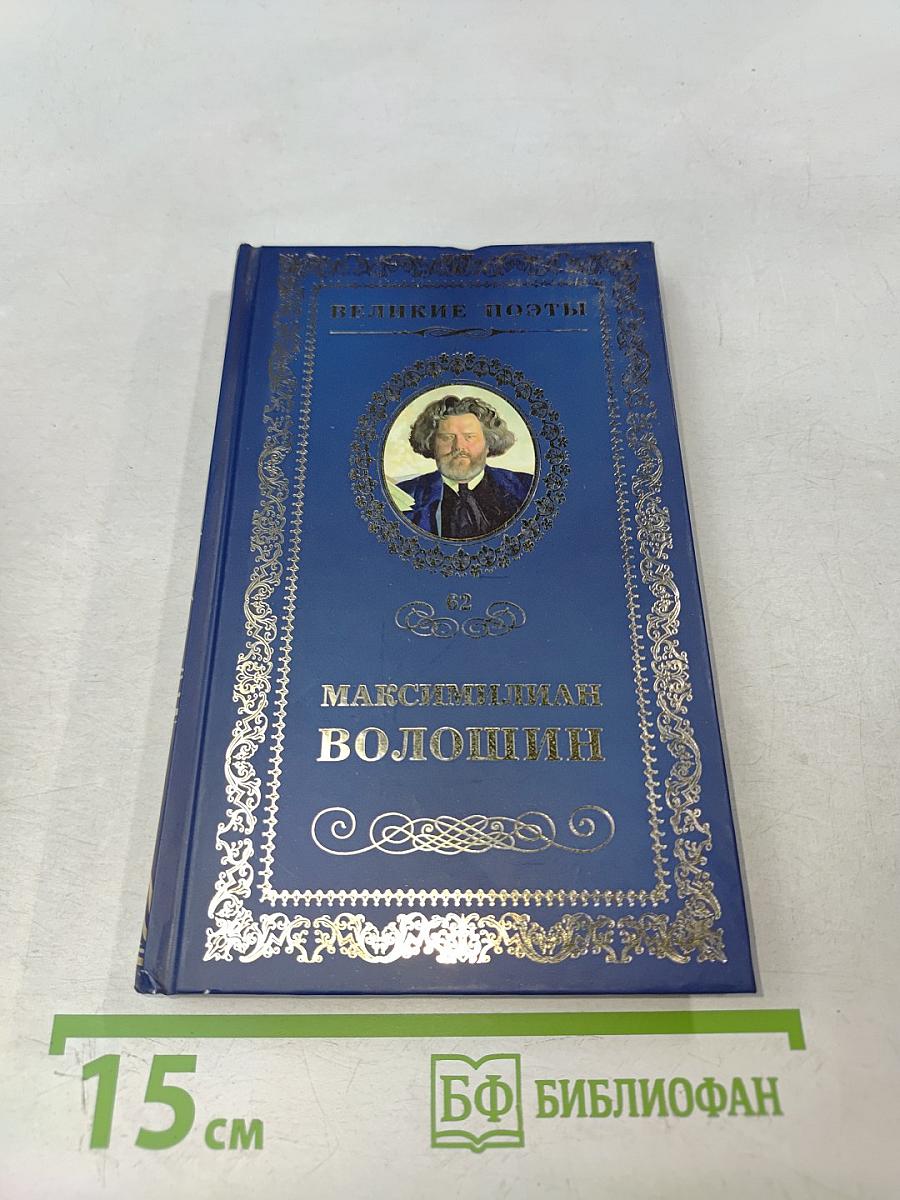 ВЕЛИКИЕ ПОЭТЫ
62
МАКСИМИЛИАН
ВОЛОШИН
15 см
БФ БИБЛИОФАН